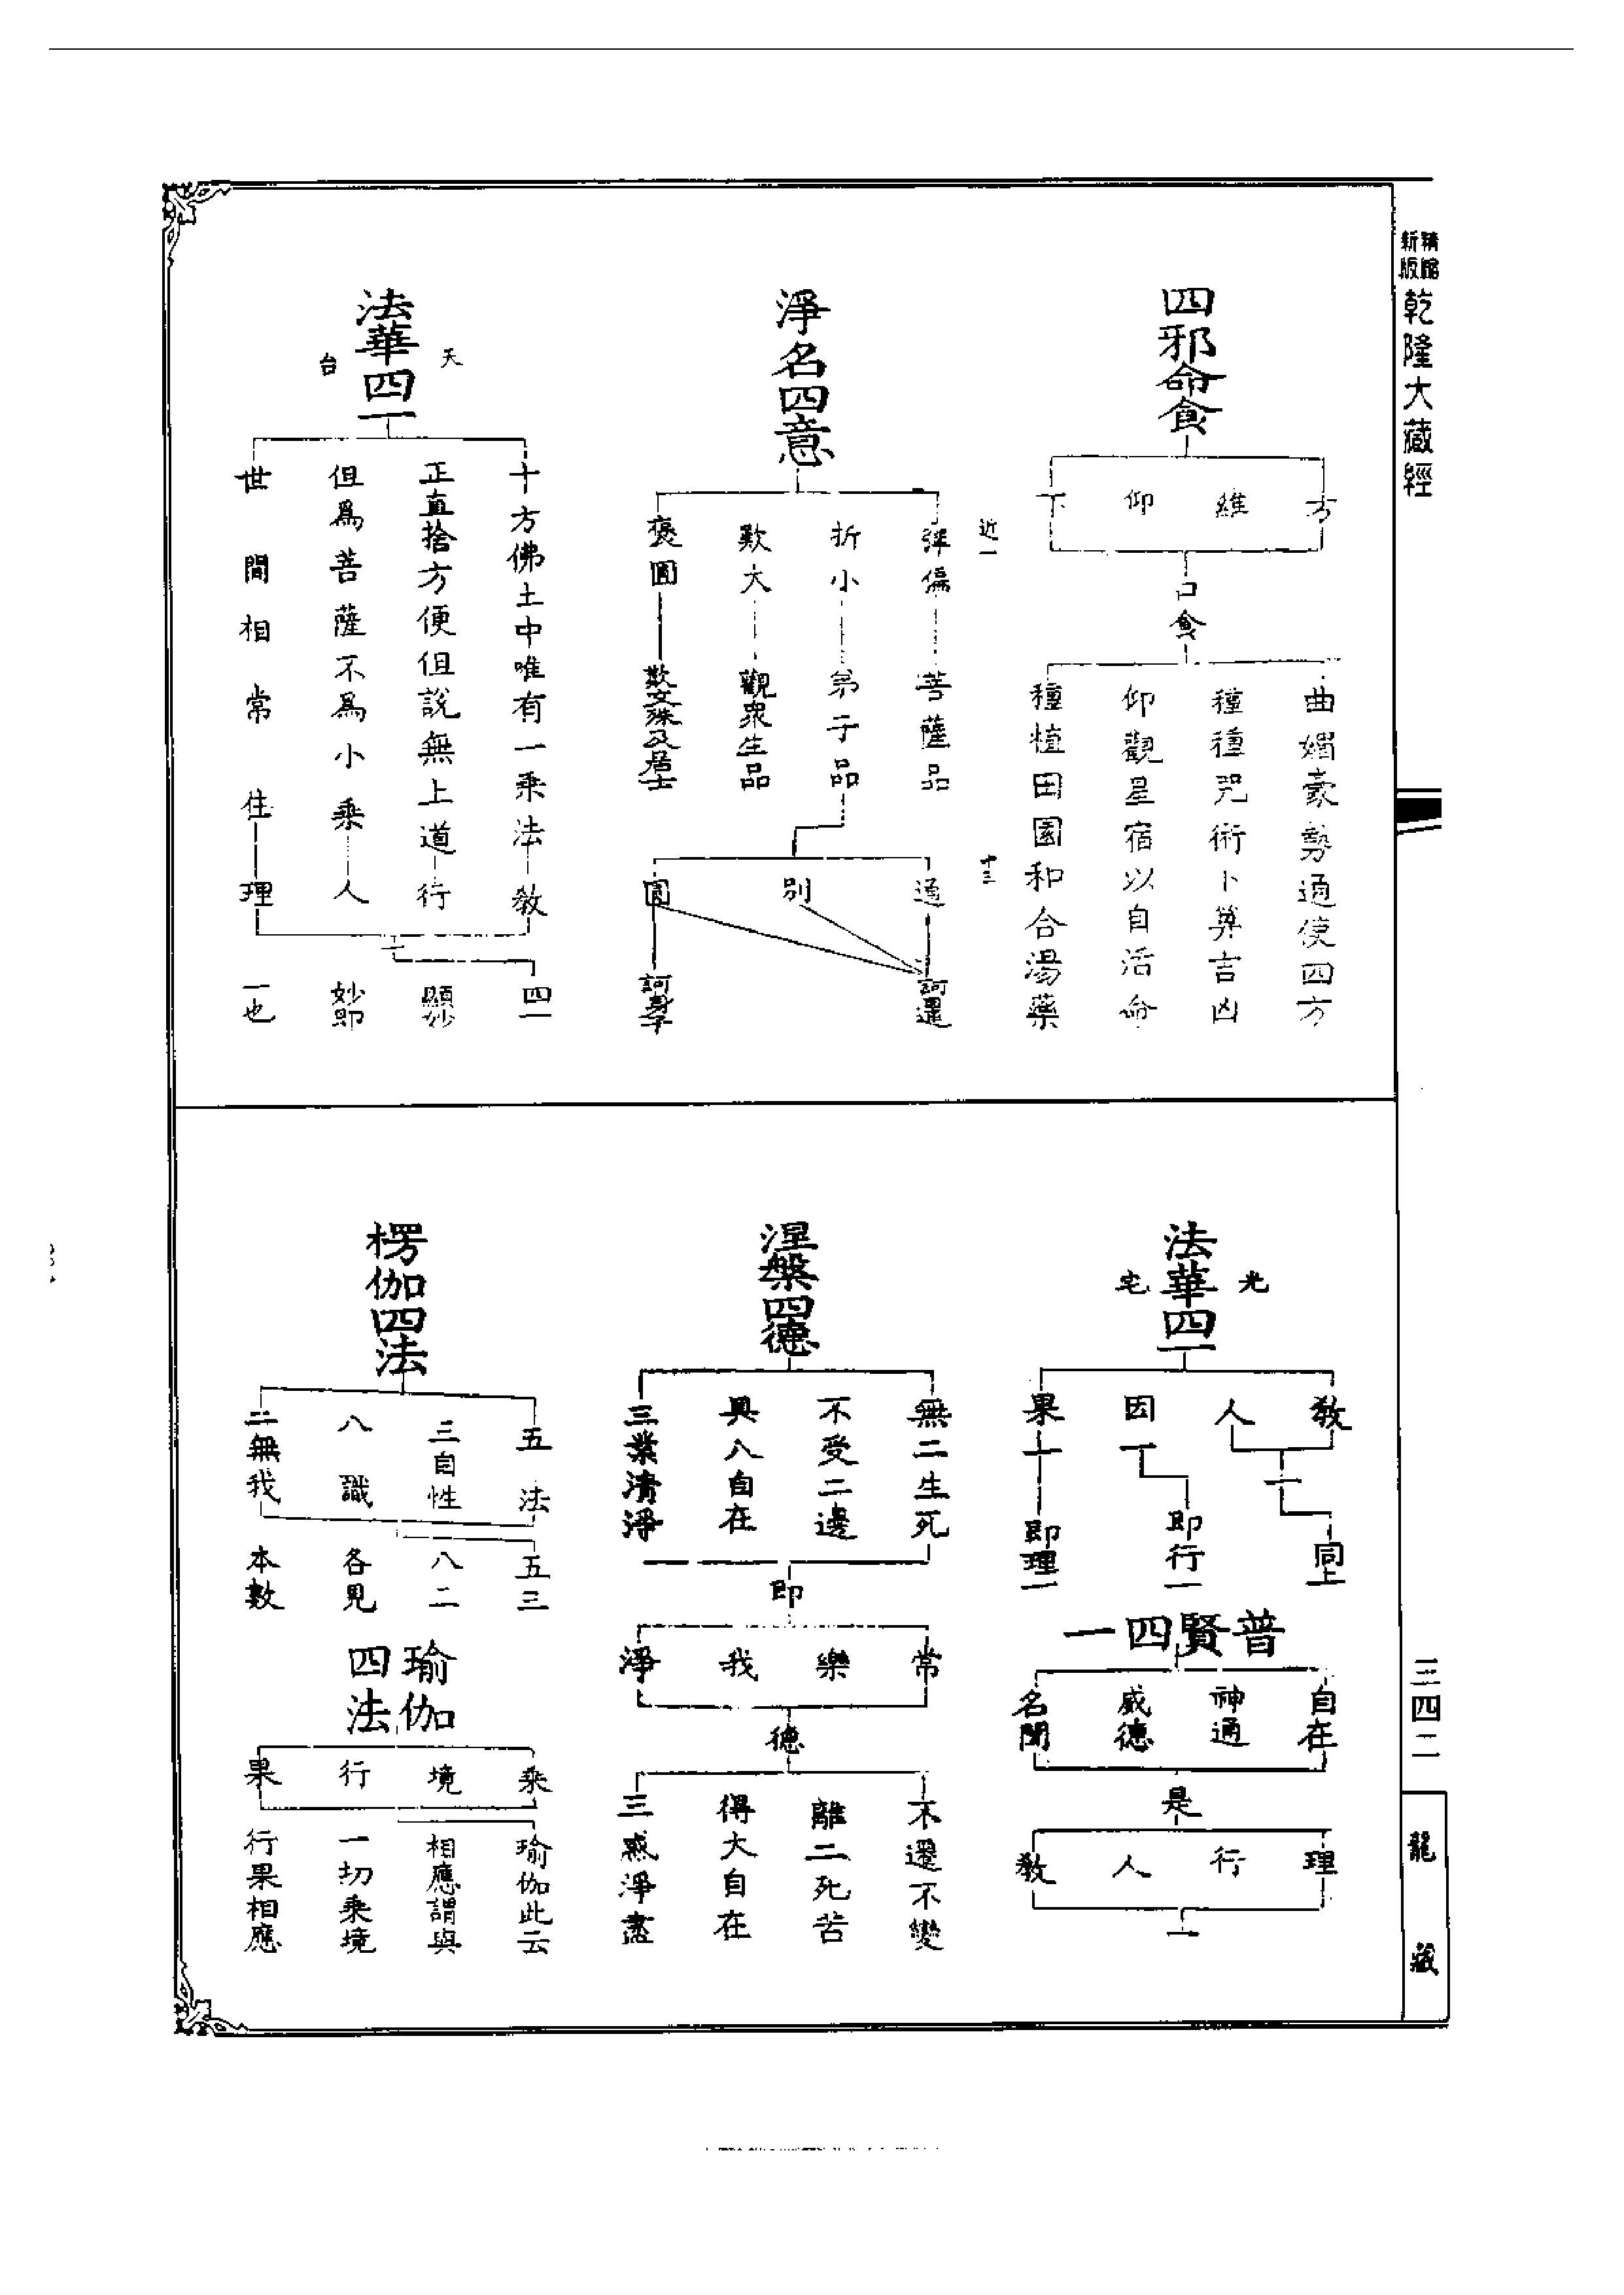 新版
精縮
乾隆大藏經
三四二
龍藏
四邪命食
方
維
仰
下
口食
曲媚豪勢通使四方
種種咒術卜算吉凶
仰觀星宿以自活命
種植田園和合湯藥
近一
十三
淨名四意
彈偏
菩薩品
折小
弟子品
歎大
觀眾生品
褒圓
歎文殊及居士
通
別
圓
訶身子
天台
法華四一
十方佛土中唯有一乘法
教
正直捨方便但說無上道
行
但爲菩薩不爲小乘
人
世間相常住
理
一
四一
顯妙
妙即
一也
光宅
法華四一
教
人
一
同上
因一
即行一
果一
即理一
普賢四一
自在
神通
威德
名聞
是
理
行
人
教
一
涅槃四德
無二生死
不受二邊
具八自在
三業清淨
即
常
樂
我
淨
德
不遷不變
離二死苦
得大自在
三惑淨盡
楞伽四法
五法
三自性
八識
二無我
五三
八二
各見
本數
瑜伽四法
乘
境
行
果
瑜伽此云
相應謂與
一切乘境
行果相應